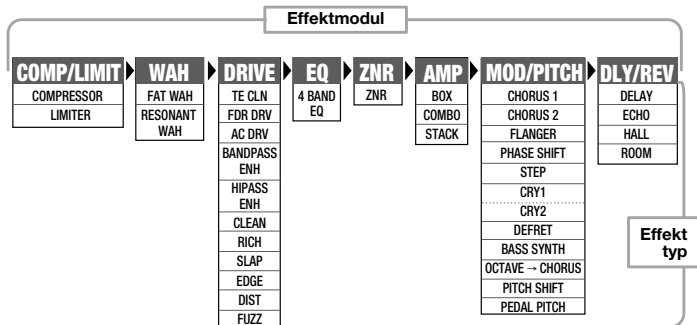 Effektmodul
COMP/LIMIT WAH DRIVE EQ ZNR AMP MOD/PITCH DLY/REV
COMPRESSOR
LIMITER
FAT WAH
RESONANT
WAH
TE CLN
FDR DRV
AC DRV
BANDPASS
ENH
HIPASS
ENH
CLEAN
RICH
SLAP
EDGE
DIST
FUZZ
4 BAND
EQ
ZNR
BOX
COMBO
STACK
CHORUS 1
CHORUS 2
FLANGER
PHASE SHIFT
STEP
CRY1
CRY2
DEFRET
BASS SYNTH
OCTAVE → CHORUS
PITCH SHIFT
PEDAL PITCH
DELAY
ECHO
HALL
ROOM
Effekt
typ